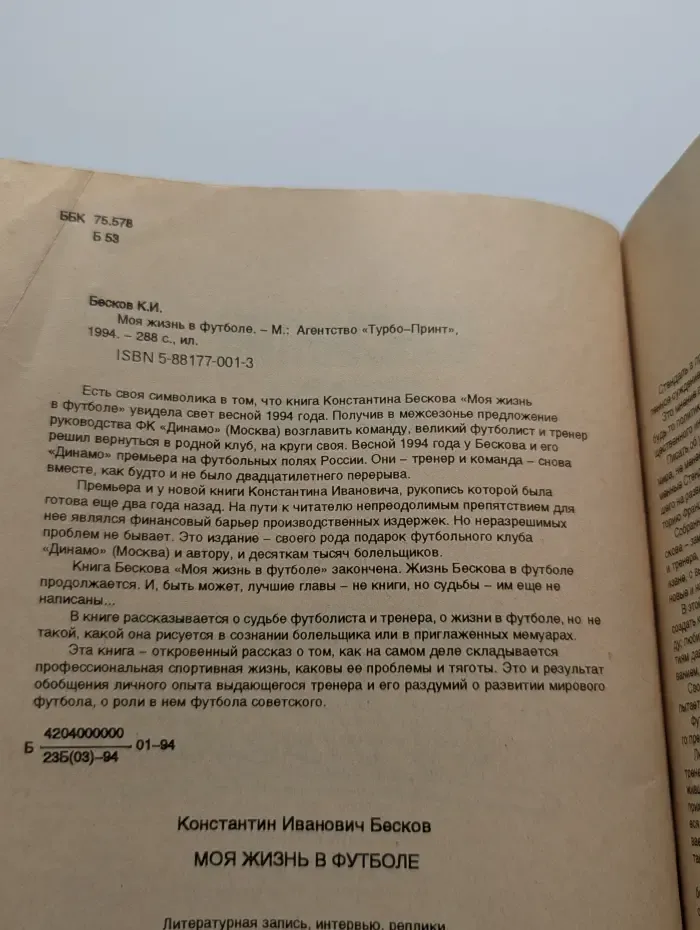 ББК 75.578
Б 53
Бесков К.И.
Моя жизнь в футболе. – М.: Агентство «Турбо–Принт»,
1994. – 288 с., ил.
ISBN 5-88177-001-3
Есть своя символика в том, что книга Константина Бескова «Моя жизнь
в футболе» увидела свет весной 1994 года. Получив в межсезонье предложение
руководства ФК «Динамо» (Москва) возглавить команду, великий футболист и тренер
решил вернуться в родной клуб, на круги своя. Весной 1994 года у Бескова и его
«Динамо» премьера на футбольных полях России. Они – тренер и команда – снова
вместе, как будто и не было двадцатилетнего перерыва.
Премьера и у новой книги Константина Ивановича, рукопись которой была
готова еще два года назад. На пути к читателю непреодолимым препятствием для
нее являлся финансовый барьер производственных издержек. Но неразрешимых
проблем не бывает. Это издание – своего рода подарок футбольного клуба
«Динамо» (Москва) и автору, и десяткам тысяч болельщиков.
Книга Бескова «Моя жизнь в футболе» закончена. Жизнь Бескова в футболе
продолжается. И, быть может, лучшие главы – не книги, но судьбы – им еще не
написаны...
В книге рассказывается о судьбе футболиста и тренера, о жизни в футболе, но не
такой, какой она рисуется в сознании болельщика или в приглаженных мемуарах.
Эта книга – откровенный рассказ о том, как на самом деле складывается
профессиональная спортивная жизнь, каковы ее проблемы и тяготы. Это и результат
обобщения личного опыта выдающегося тренера и его раздумий о развитии мирового
футбола, о роли в нем футбола советского.
4204000000
Б 23Б(03)–94 01–94
Константин Иванович Бесков
МОЯ ЖИЗНЬ В ФУТБОЛЕ
Литературная запись, интервью, реплики